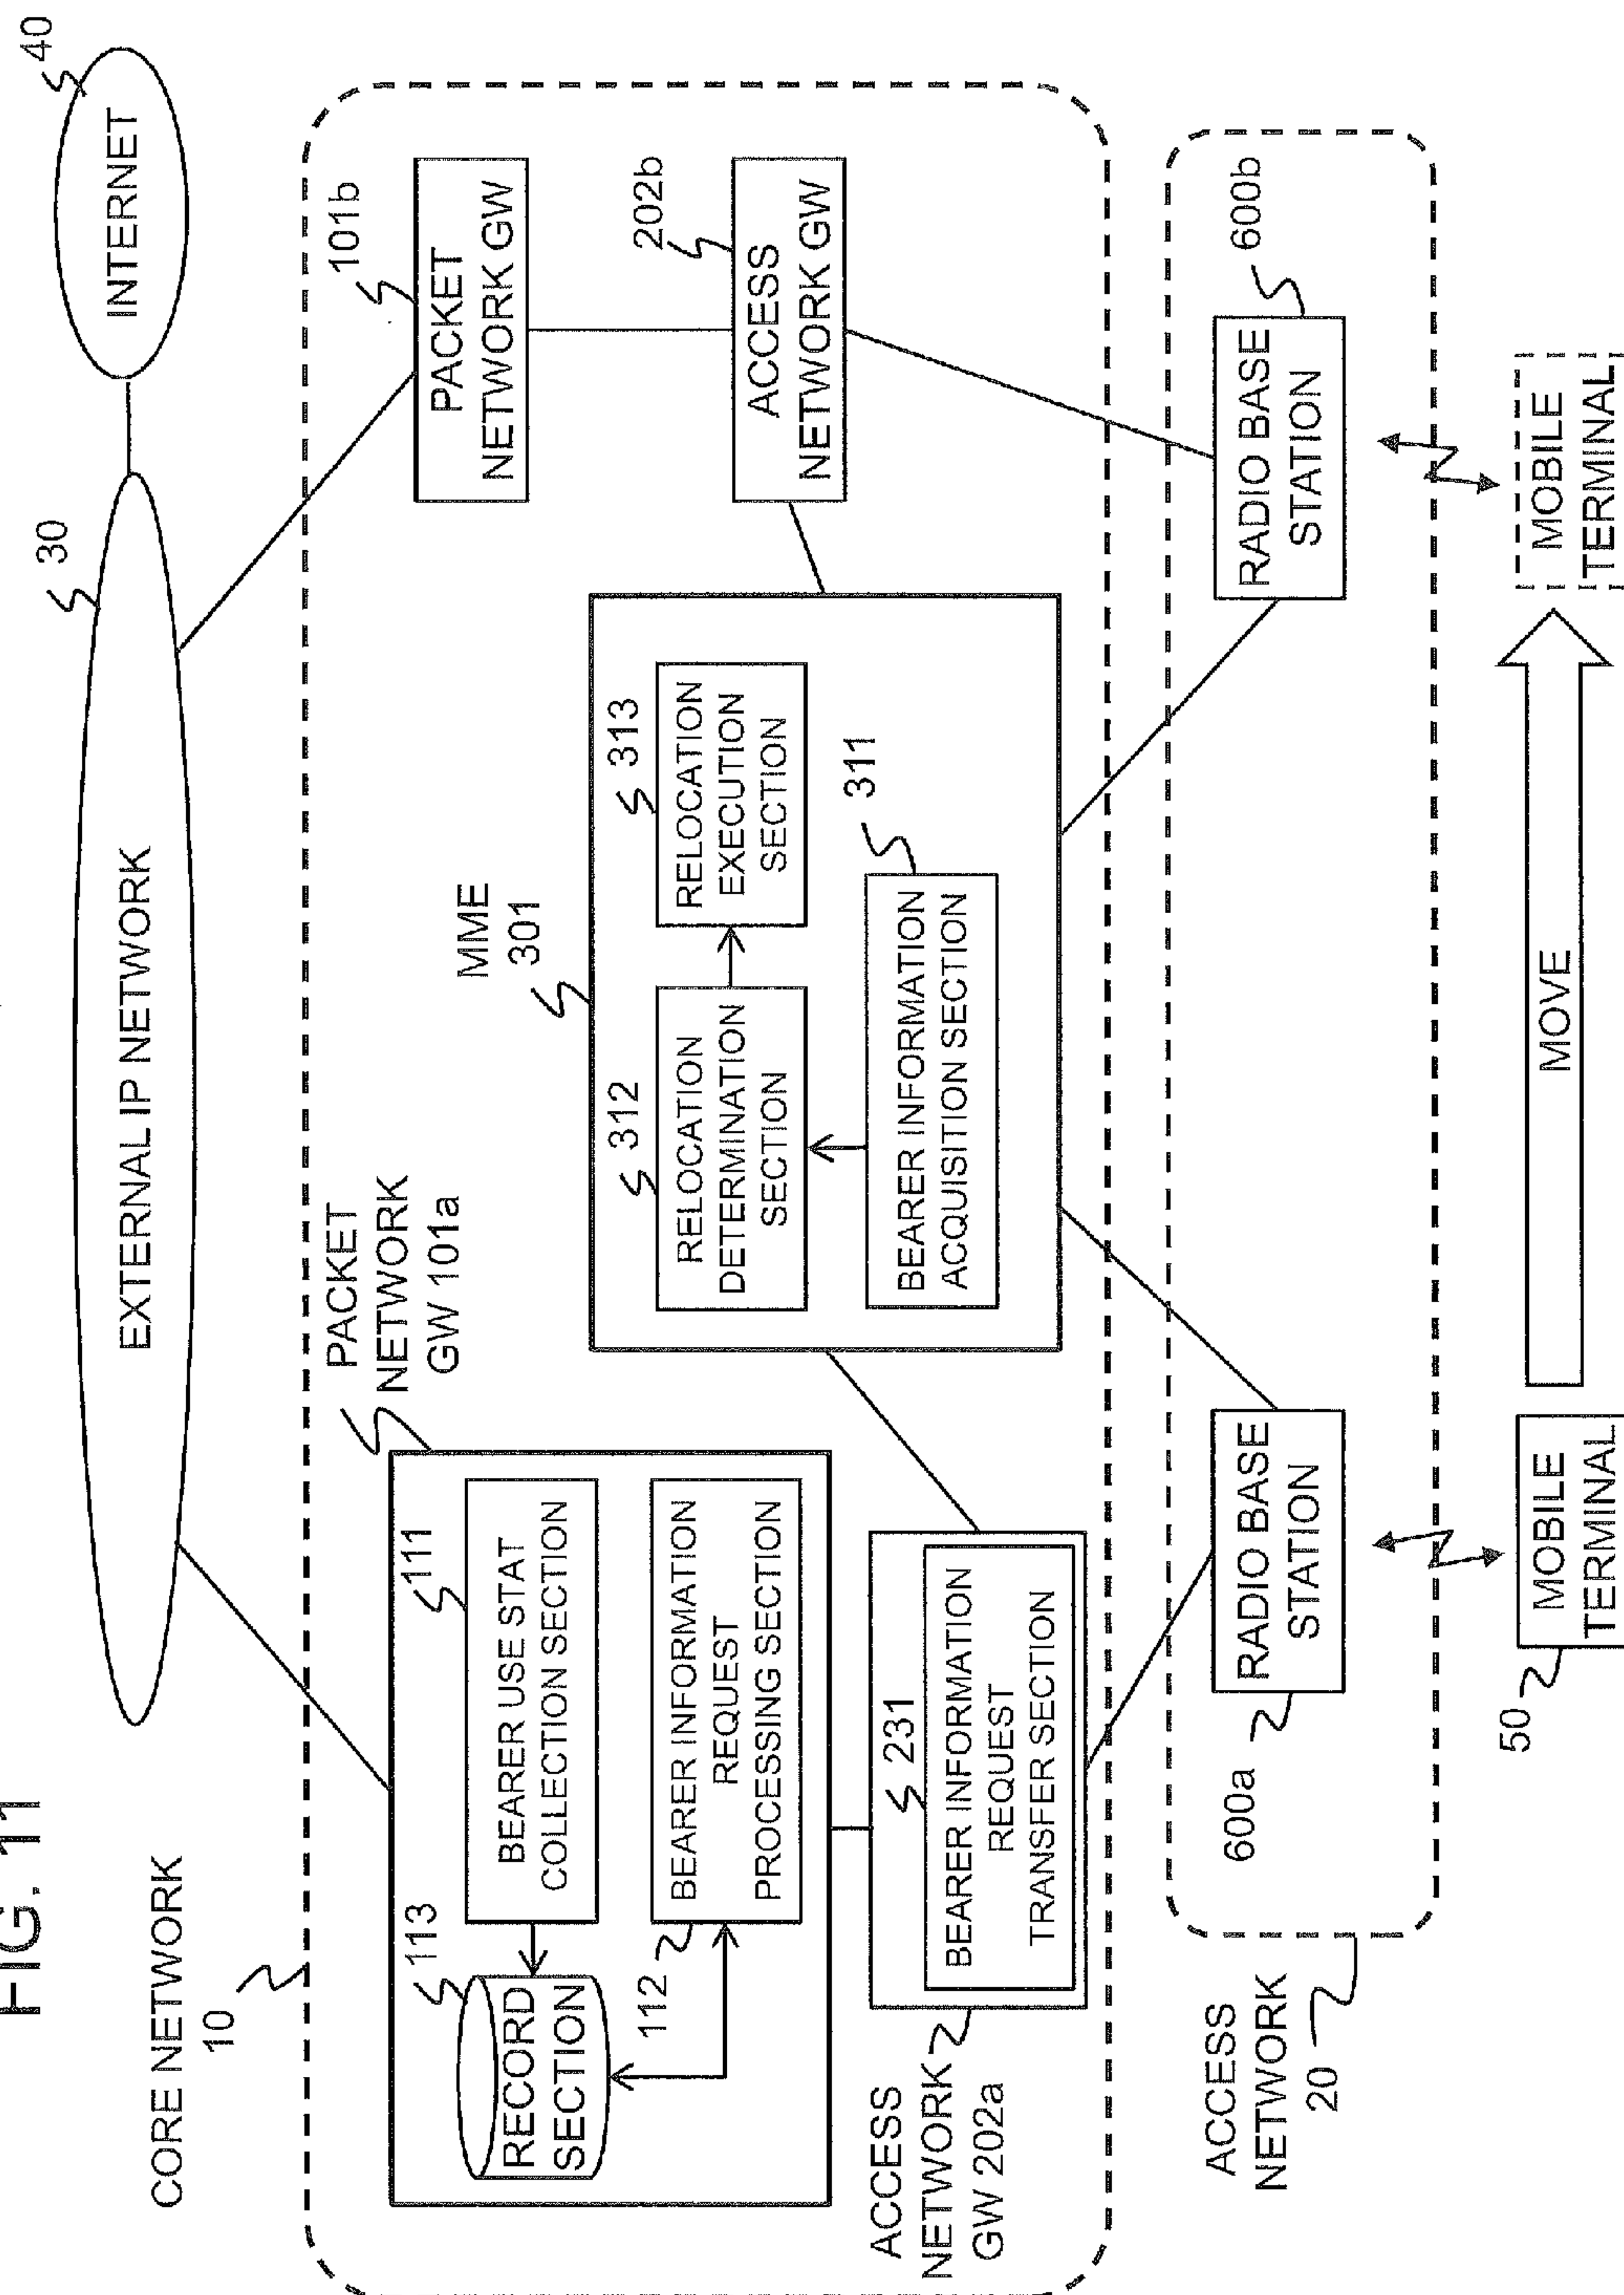 FIG. 11
CORE NETWORK
10
EXTERNAL IP NETWORK
30
INTERNET
40
PACKET
NETWORK
GW 101a
BEARER USE STAT
COLLECTION SECTION
111
RECORD
SECTION
113
BEARER INFORMATION
REQUEST
PROCESSING SECTION
112
MME
301
RELOCATION
DETERMINATION
SECTION
312
RELOCATION
EXECUTION
SECTION
313
BEARER INFORMATION
ACQUISITION SECTION
311
PACKET
NETWORK GW
101b
ACCESS
NETWORK GW
202b
ACCESS
NETWORK
GW 202a
BEARER INFORMATION
REQUEST
TRANSFER SECTION
231
ACCESS
NETWORK
20
RADIO BASE
STATION
600a
RADIO BASE
STATION
600b
MOBILE
TERMINAL
50
MOVE
MOBILE
TERMINAL